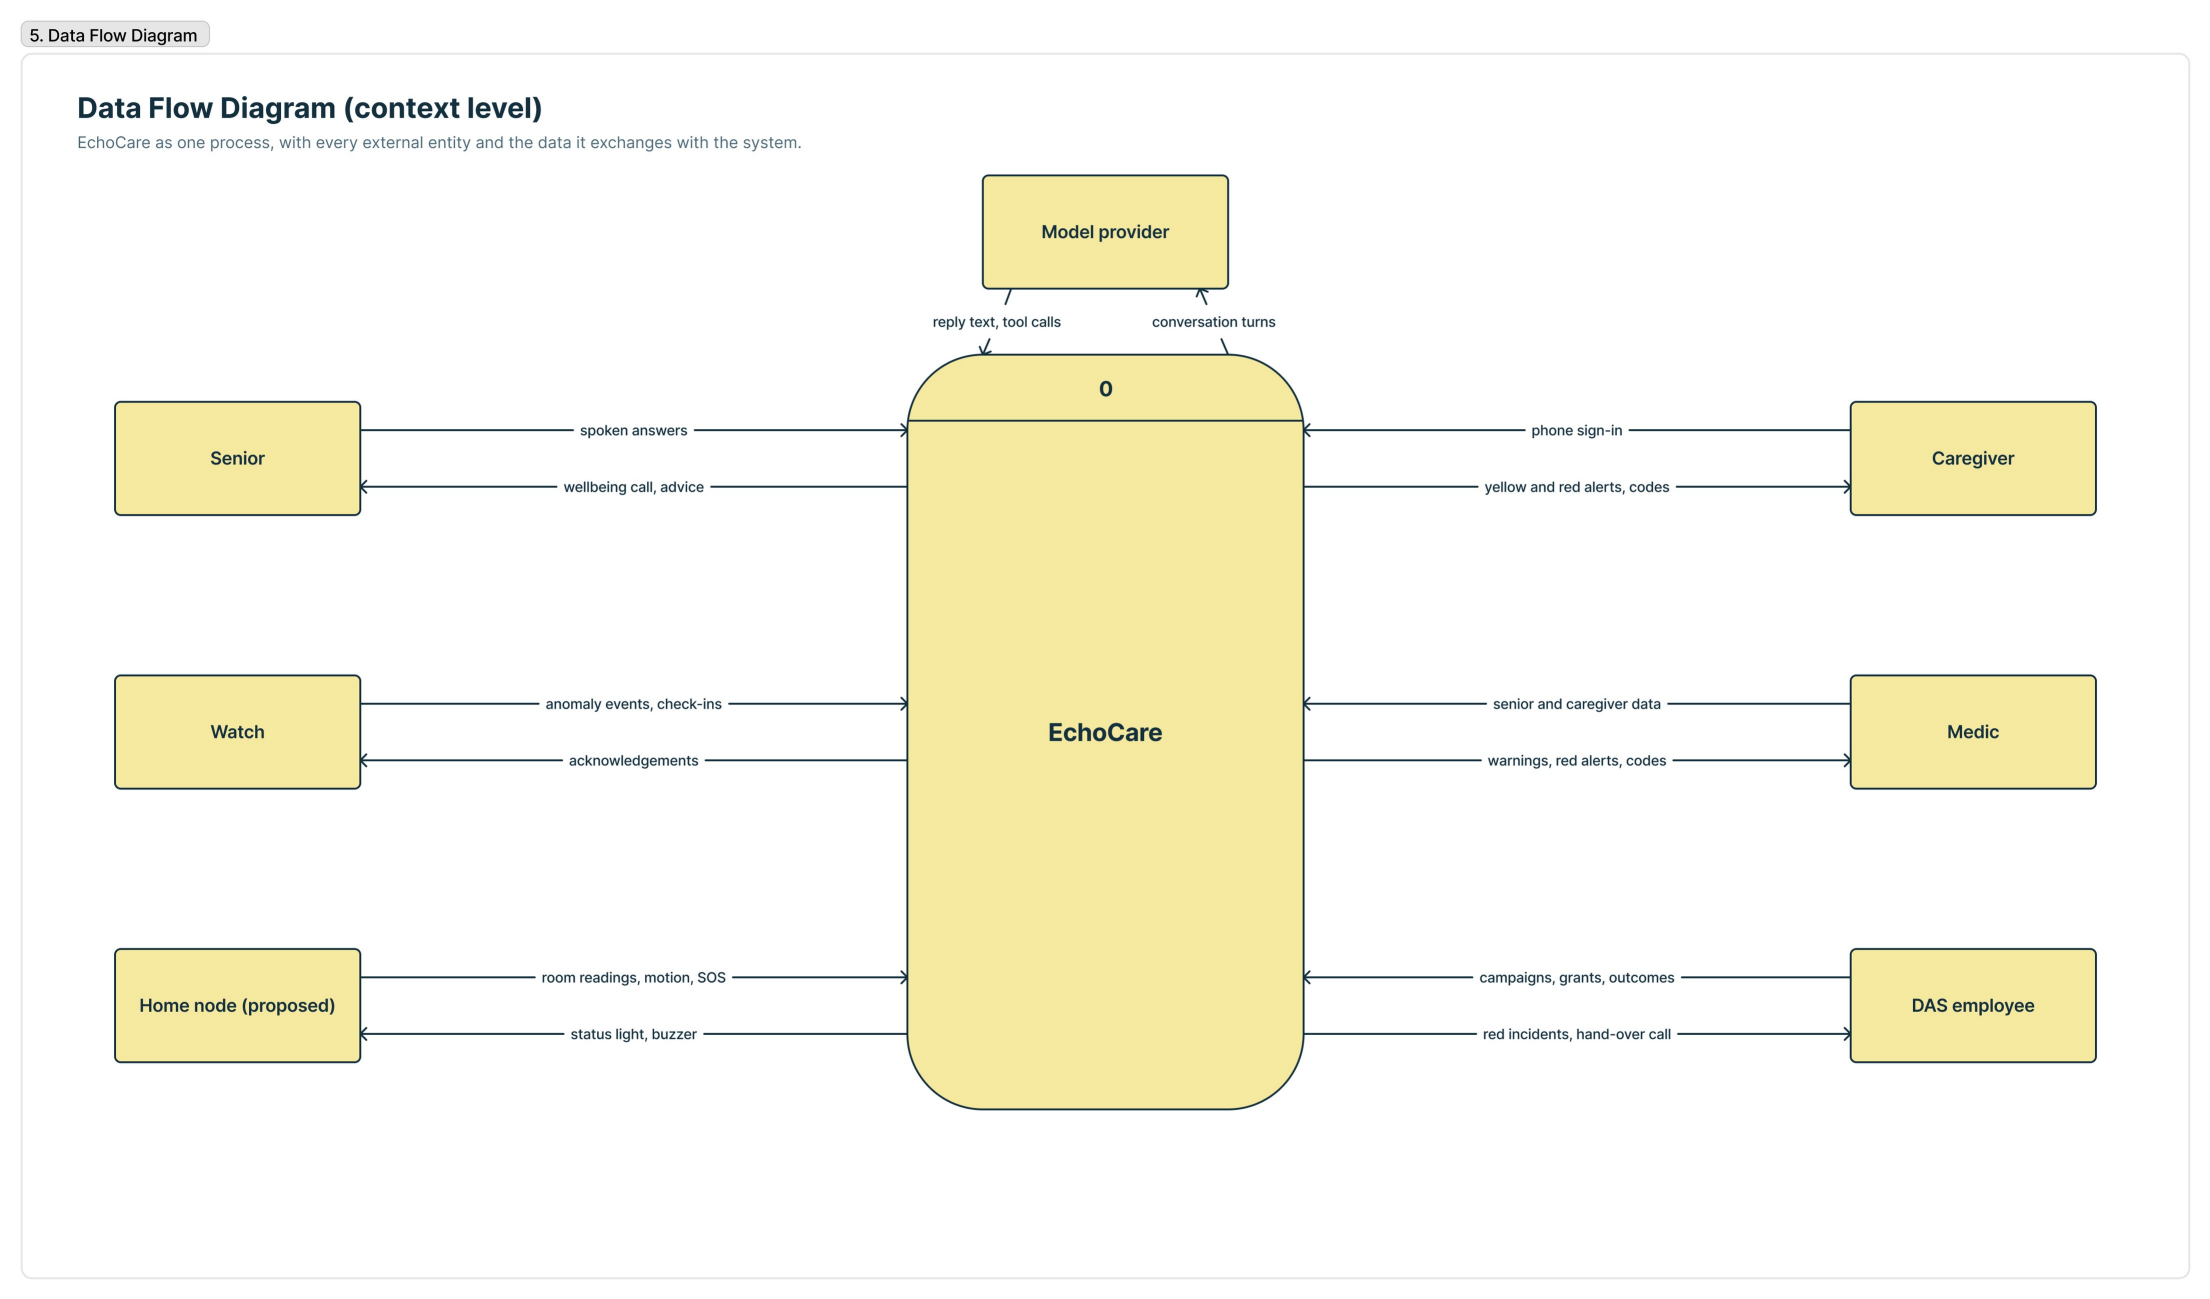 5. Data Flow Diagram
Data Flow Diagram (context level)
EchoCare as one process, with every external entity and the data it exchanges with the system.
Model provider
reply text, tool calls
conversation turns
0
Senior
spoken answers
wellbeing call, advice
phone sign-in
yellow and red alerts, codes
Caregiver
Watch
anomaly events, check-ins
acknowledgements
EchoCare
senior and caregiver data
warnings, red alerts, codes
Medic
Home node (proposed)
room readings, motion, SOS
status light, buzzer
campaigns, grants, outcomes
red incidents, hand-over call
DAS employee